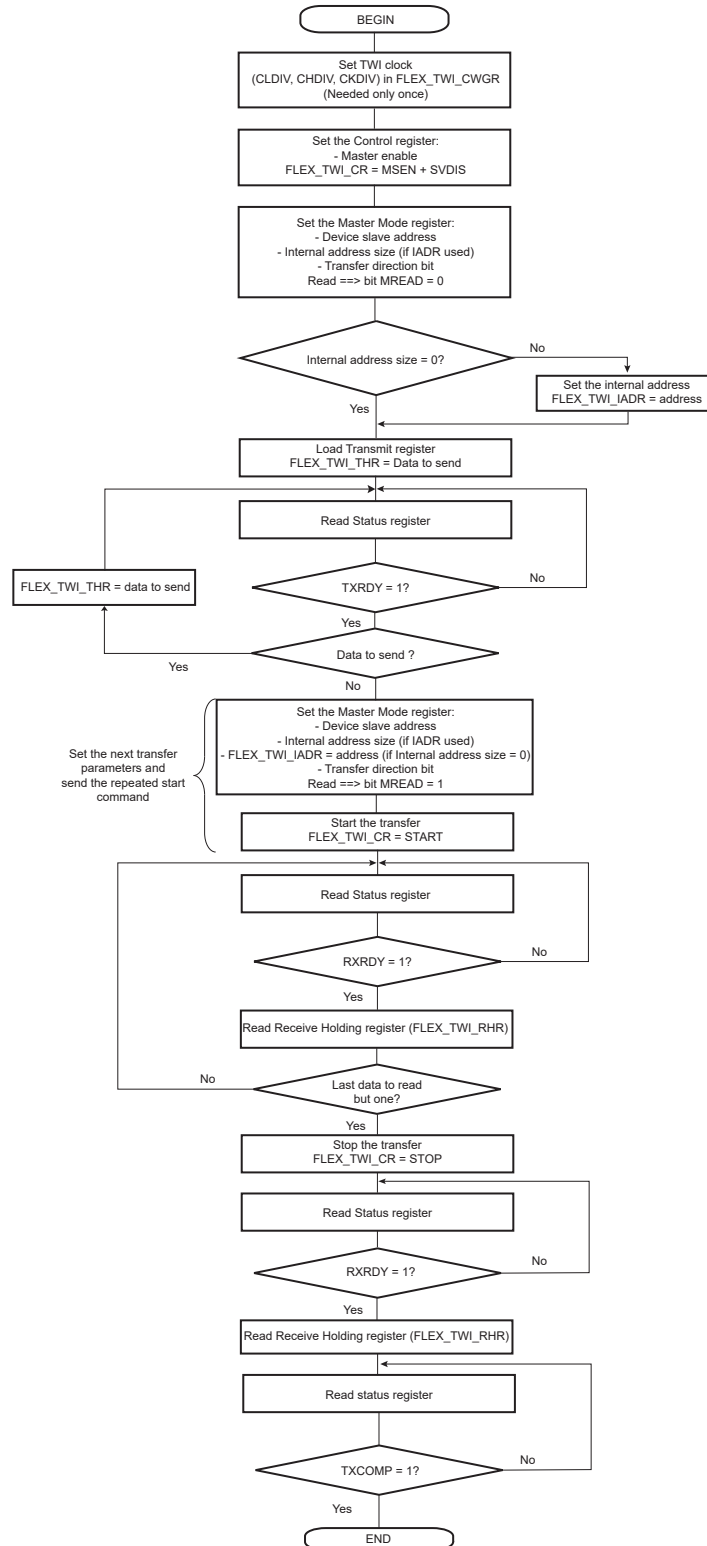 BEGIN
Set TWI clock
(CLDIV, CHDIV, CKDIV) in FLEX_TWI_CWGR
(Needed only once)
Set the Control register:
- Master enable
FLEX_TWI_CR = MSEN + SVDIS
Set the Master Mode register:
- Device slave address
- Internal address size (if IADR used)
- Transfer direction bit
Read ==> bit MREAD = 0
Internal address size = 0?
No
Set the internal address
FLEX_TWI_IADR = address
Yes
Load Transmit register
FLEX_TWI_THR = Data to send
Read Status register
FLEX_TWI_THR = data to send
TXRDY = 1?
No
Yes
Data to send ?
Yes
No
Set the next transfer
parameters and
send the repeated start
command
Set the Master Mode register:
- Device slave address
- Internal address size (if IADR used)
- FLEX_TWI_IADR = address (if Internal address size = 0)
- Transfer direction bit
Read ==> bit MREAD = 1
Start the transfer
FLEX_TWI_CR = START
Read Status register
RXRDY = 1?
No
Yes
Read Receive Holding register (FLEX_TWI_RHR)
No
Last data to read
but one?
Yes
Stop the transfer
FLEX_TWI_CR = STOP
Read Status register
RXRDY = 1?
No
Yes
Read Receive Holding register (FLEX_TWI_RHR)
Read status register
TXCOMP = 1?
No
Yes
END